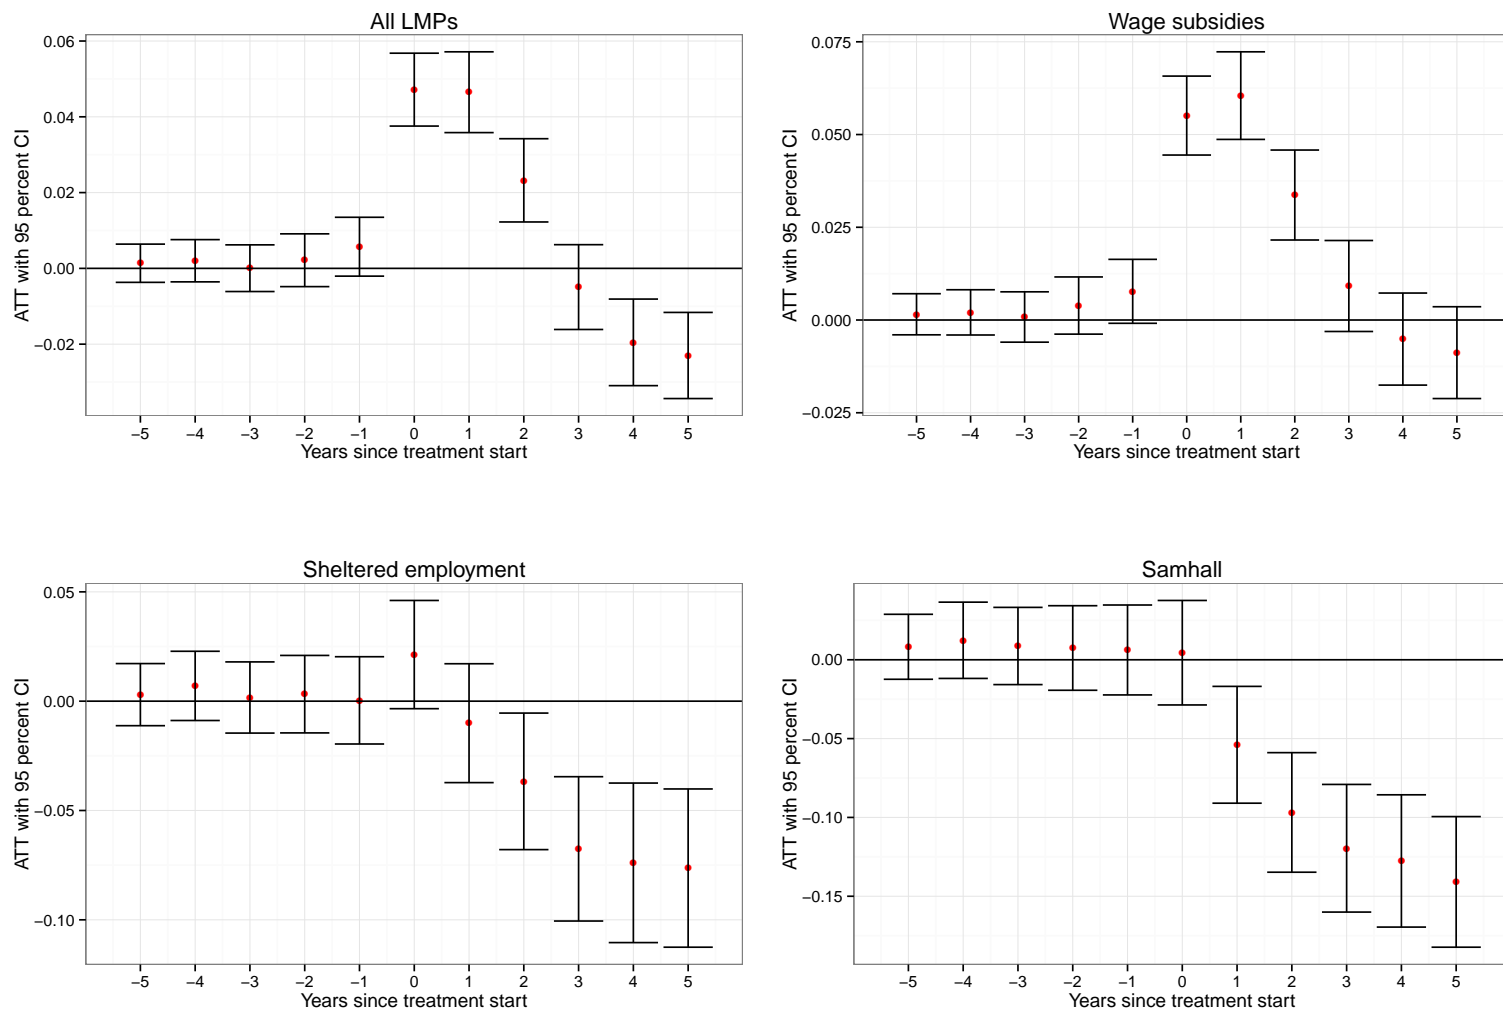 All LMPs
ATT with 95 percent CI
0.06
0.04
0.02
0.00
−0.02
−5 −4 −3 −2 −1 0 1 2 3 4 5
Years since treatment start
Wage subsidies
ATT with 95 percent CI
0.075
0.050
0.025
0.000
−0.025
−5 −4 −3 −2 −1 0 1 2 3 4 5
Years since treatment start
Sheltered employment
ATT with 95 percent CI
0.05
0.00
−0.05
−0.10
−5 −4 −3 −2 −1 0 1 2 3 4 5
Years since treatment start
Samhall
ATT with 95 percent CI
0.00
−0.05
−0.10
−0.15
−5 −4 −3 −2 −1 0 1 2 3 4 5
Years since treatment start